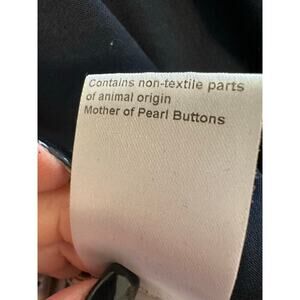 Contains non-textile parts
of animal origin
Mother of Pearl Buttons